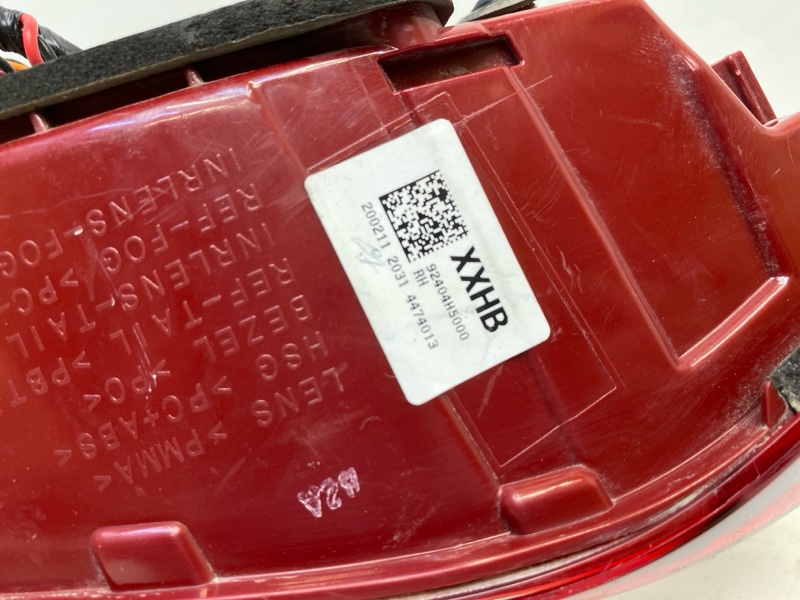 XXHB
92404H5000
RH
200211 2031 4474013
LENS >PMMA<
HSG >PC+ABS<
BEZEL >PC<
REF-TAIL >PBT
INRLENS-TAIL
REF-FOG >PC-
INRLENS-FOG